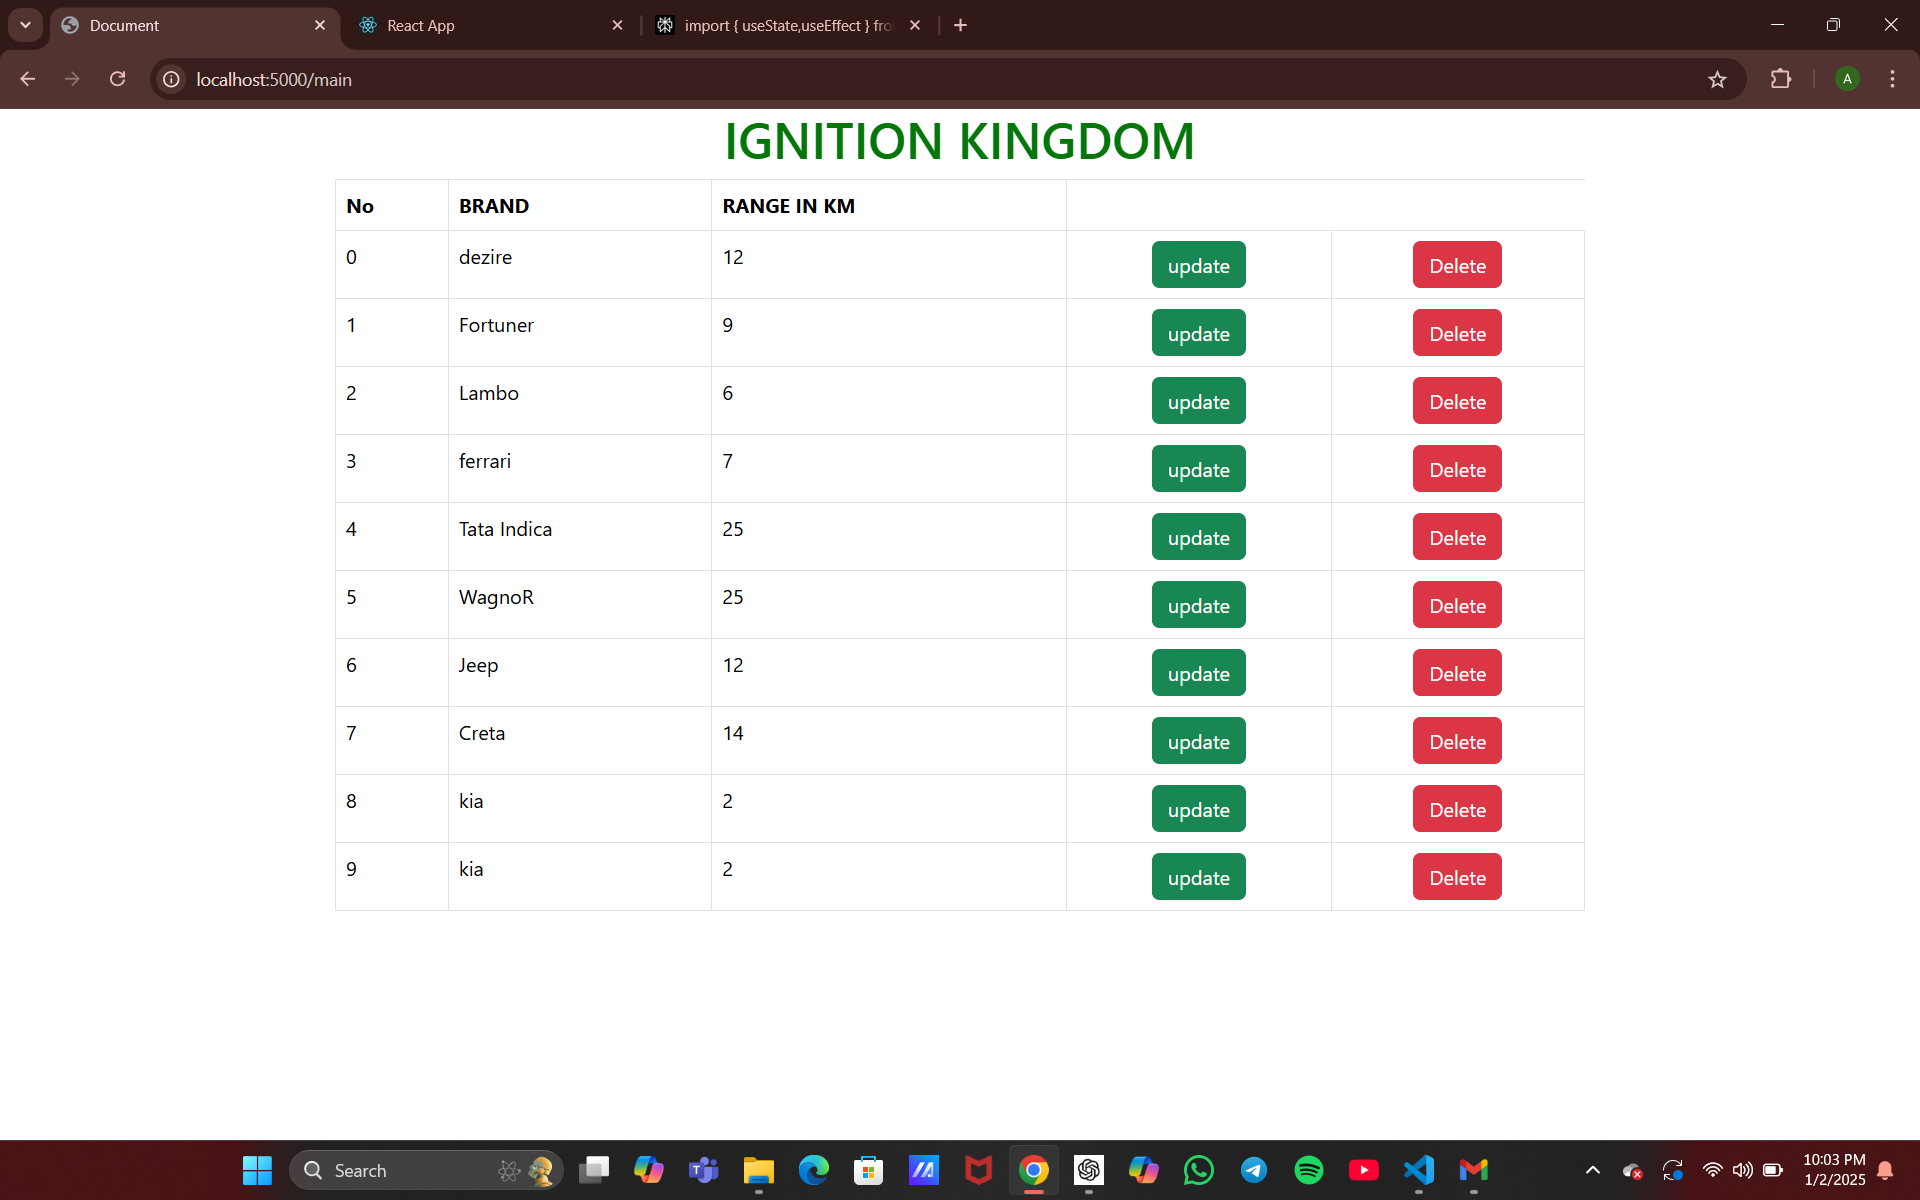 Document
React App
import { useState,useEffect } fro
localhost:5000/main
A
IGNITION KINGDOM
No BRAND RANGE IN KM
0 dezire 12 update Delete
1 Fortuner 9 update Delete
2 Lambo 6 update Delete
3 ferrari 7 update Delete
4 Tata Indica 25 update Delete
5 WagnoR 25 update Delete
6 Jeep 12 update Delete
7 Creta 14 update Delete
8 kia 2 update Delete
9 kia 2 update Delete
Search
10:03 PM
1/2/2025